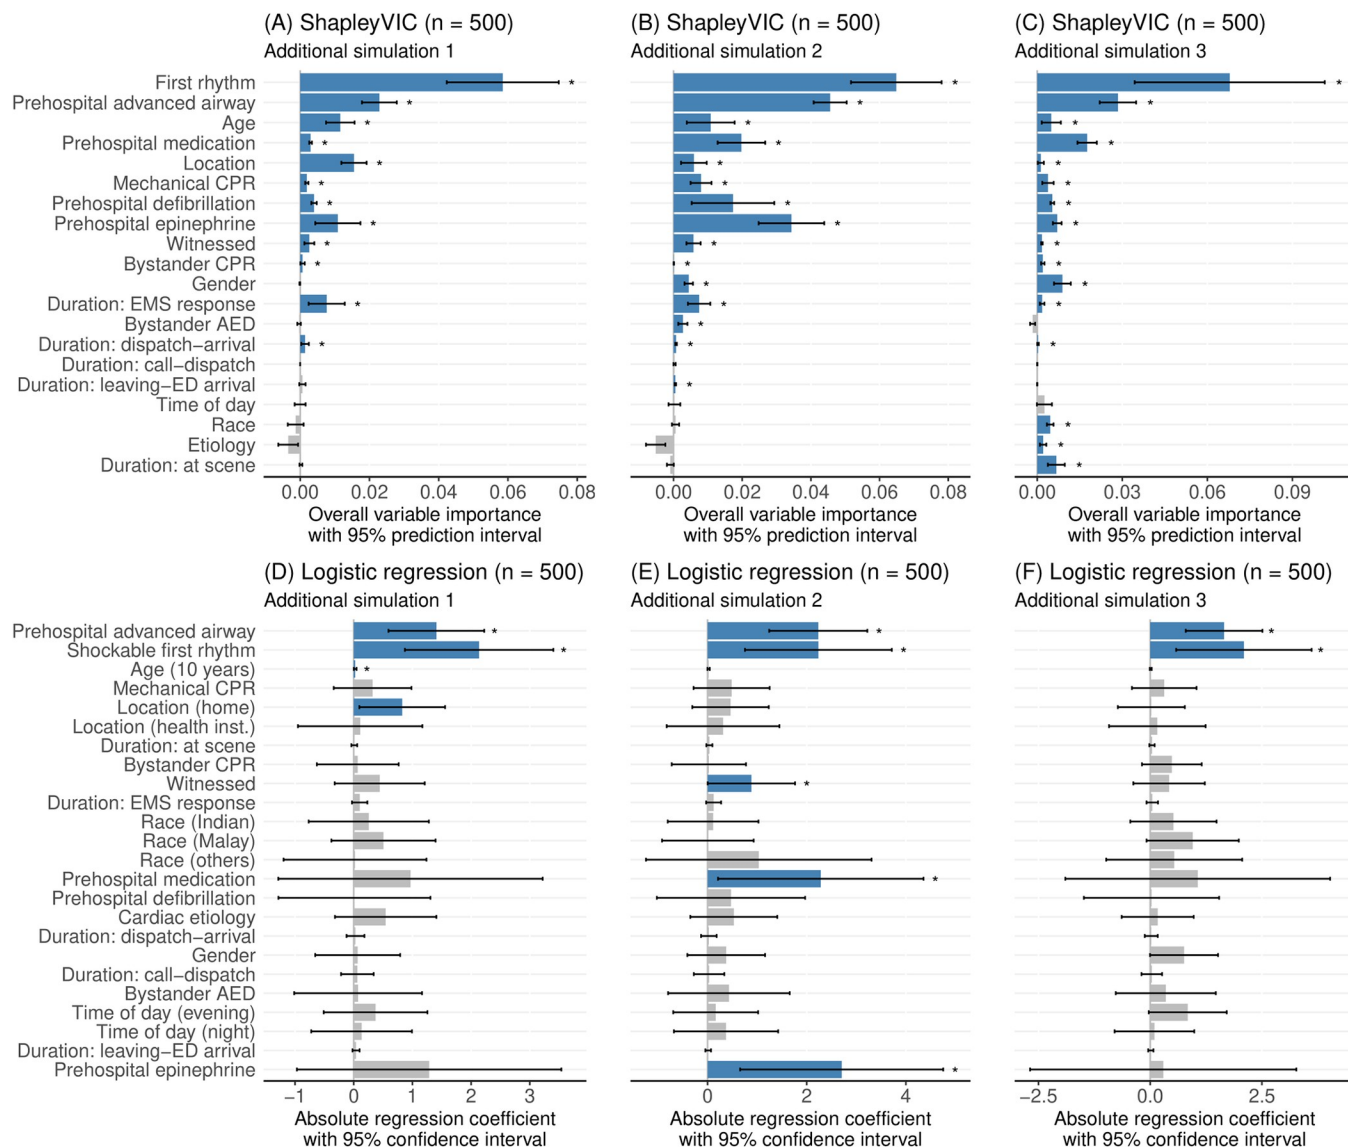 (A) ShapleyVIC (n = 500)
Additional simulation 1
(B) ShapleyVIC (n = 500)
Additional simulation 2
(C) ShapleyVIC (n = 500)
Additional simulation 3
First rhythm
Prehospital advanced airway
Age
Prehospital medication
Location
Mechanical CPR
Prehospital defibrillation
Prehospital epinephrine
Witnessed
Bystander CPR
Gender
Duration: EMS response
Bystander AED
Duration: dispatch−arrival
Duration: call−dispatch
Duration: leaving−ED arrival
Time of day
Race
Etiology
Duration: at scene
0.00 0.02 0.04 0.06 0.08
0.00 0.02 0.04 0.06 0.08
0.00 0.03 0.06 0.09
Overall variable importance
with 95% prediction interval
Overall variable importance
with 95% prediction interval
Overall variable importance
with 95% prediction interval
(D) Logistic regression (n = 500)
Additional simulation 1
(E) Logistic regression (n = 500)
Additional simulation 2
(F) Logistic regression (n = 500)
Additional simulation 3
Prehospital advanced airway
Shockable first rhythm
Age (10 years)
Mechanical CPR
Location (home)
Location (health inst.)
Duration: at scene
Bystander CPR
Witnessed
Duration: EMS response
Race (Indian)
Race (Malay)
Race (others)
Prehospital medication
Prehospital defibrillation
Cardiac etiology
Duration: dispatch−arrival
Gender
Duration: call−dispatch
Bystander AED
Time of day (evening)
Time of day (night)
Duration: leaving−ED arrival
Prehospital epinephrine
−1 0 1 2 3
0 2 4
−2.5 0.0 2.5
Absolute regression coefficient
with 95% confidence interval
Absolute regression coefficient
with 95% confidence interval
Absolute regression coefficient
with 95% confidence interval